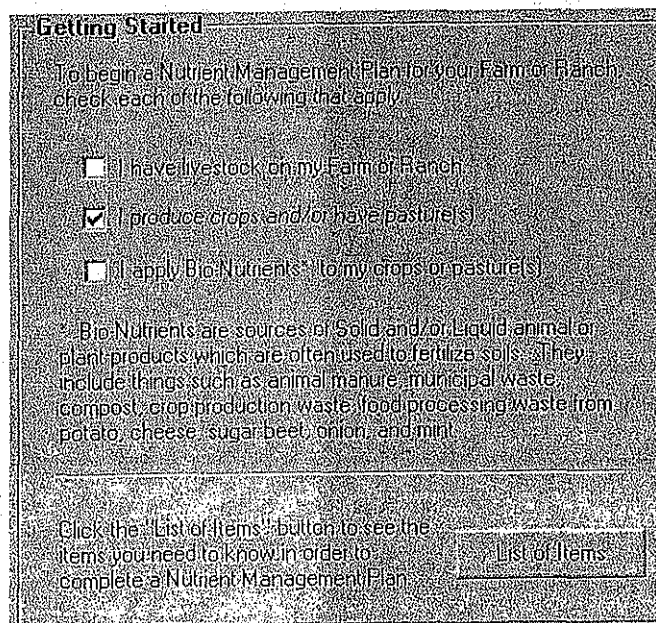 Getting Started
To begin a Nutrient Management Plan for your Farm or Ranch,
check each of the following that apply.
I have livestock on my Farm or Ranch.
I produce crops and/or have pasture(s).
I apply Bio-Nutrients* to my crops or pasture(s).
* Bio-Nutrients are sources of Solid and/or Liquid animal or
plant products which are often used to fertilize soils. They
include things such as animal manure, municipal waste,
compost, crop production waste, food processing waste from
potato, cheese, sugar beet, onion, and mint.
Click the "List of Items" button to see the
items you need to know in order to
complete a Nutrient Management Plan.
List of Items